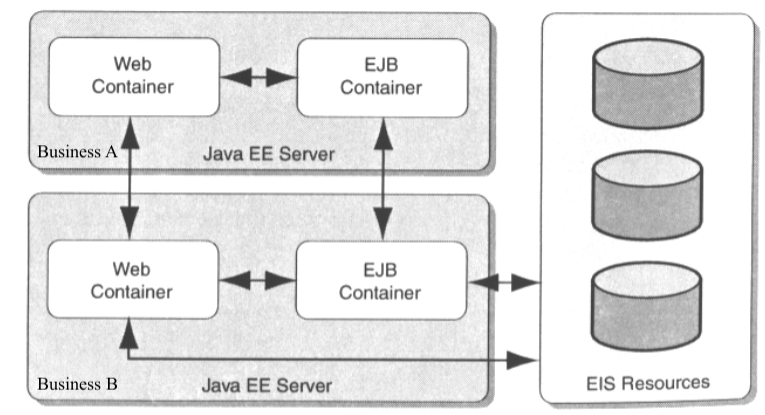 Web
Container
EJB
Container
Business A
Java EE Server
Web
Container
EJB
Container
Business B
Java EE Server
EIS Resources